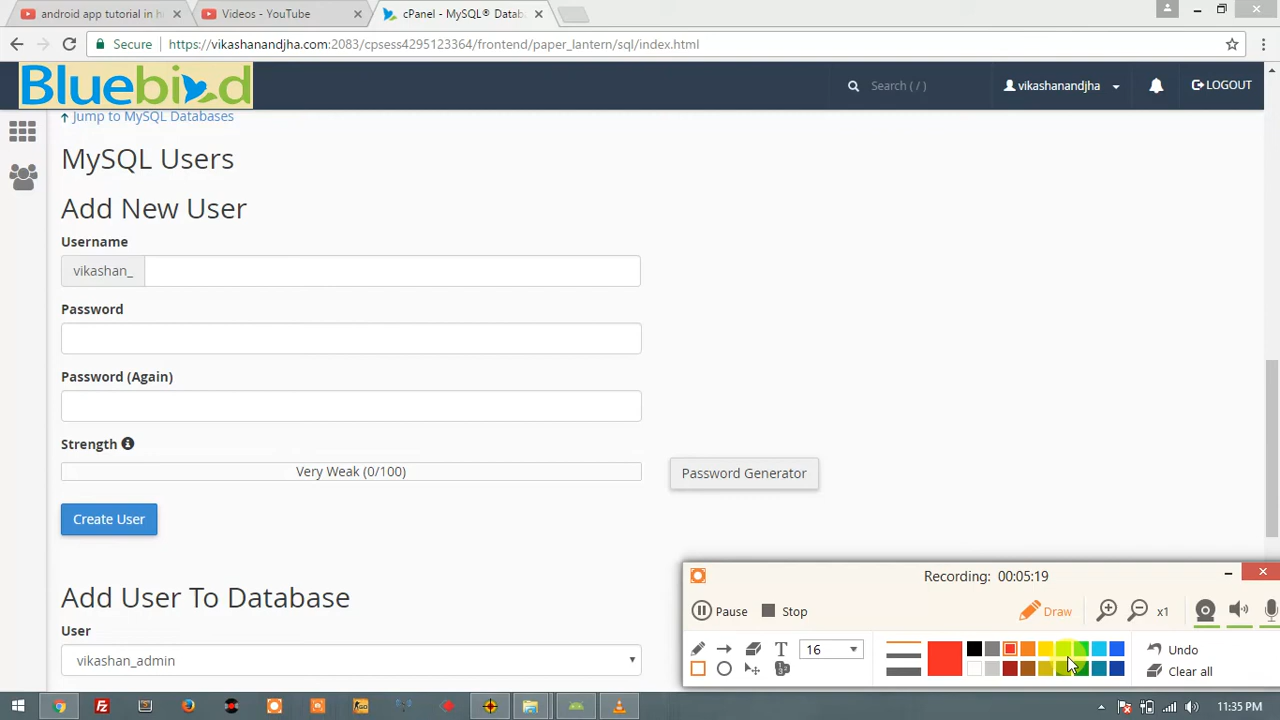 android app tutorial in h
Videos - YouTube
cPanel - MySQL® Datab
Secure
https://vikashanandjha.com:2083/cpsess4295123364/frontend/paper_lantern/sql/index.html
Bluebird
Search ( / )
vikashanandjha
LOGOUT
Jump to MySQL Databases
MySQL Users
Add New User
Username
vikashan_
Password
Password (Again)
Strength
Very Weak (0/100)
Password Generator
Create User
Add User To Database
User
vikashan_admin
Recording: 00:05:19
Pause
Stop
Draw
x1
T
16
Undo
Clear all
11:35 PM